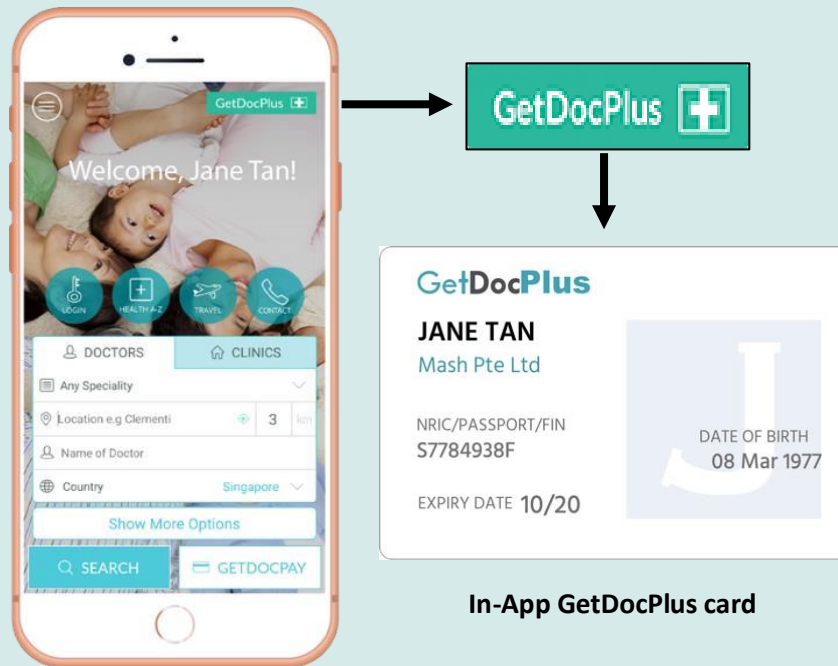 GetDocPlus
Welcome, Jane Tan!
LOGIN
HEALTH A-Z
TRAVEL
CONTACT
DOCTORS
CLINICS
Any Speciality
Location e.g Clementi
3
km
Name of Doctor
Country
Singapore
Show More Options
SEARCH
GETDOCPAY
GetDocPlus
GetDocPlus
JANE TAN
Mash Pte Ltd
NRIC/PASSPORT/FIN
S7784938F
EXPIRY DATE 10/20
J
DATE OF BIRTH
08 Mar 1977
In-App GetDocPlus card